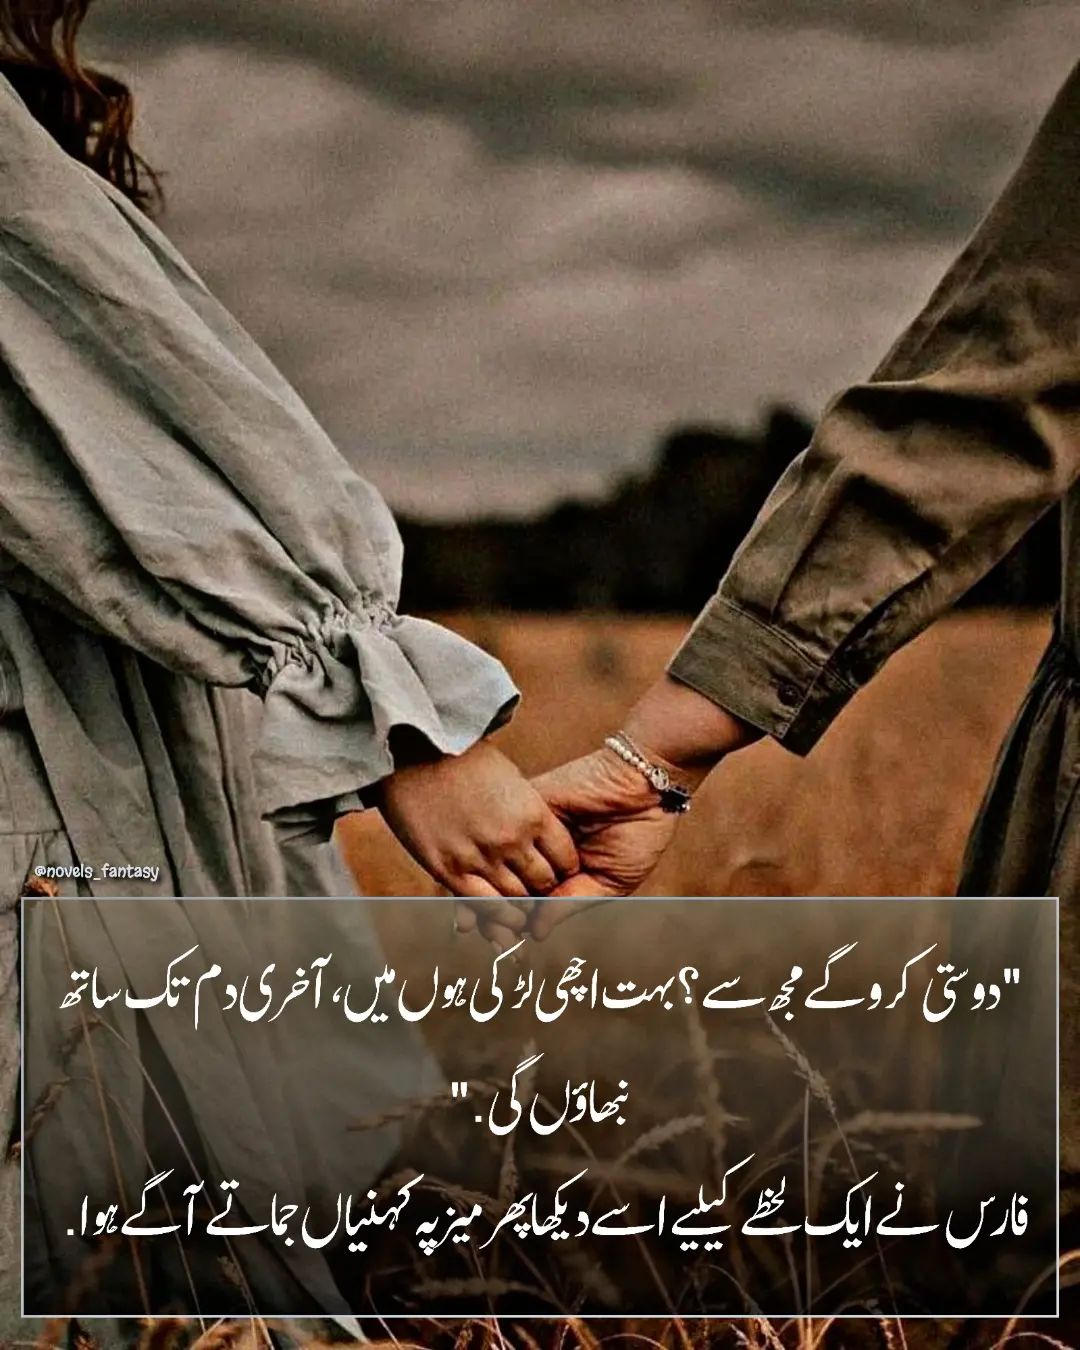 @novels_fantasy
"دوستی کرو گے مجھ سے؟ بہت اچھی لڑکی ہوں میں، آخری دم تک ساتھ
نبھاؤں گی."
فارس نے ایک لحظے کیلیے اسے دیکھا پھر میز پہ کہنیاں جماتے آگے ہوا.